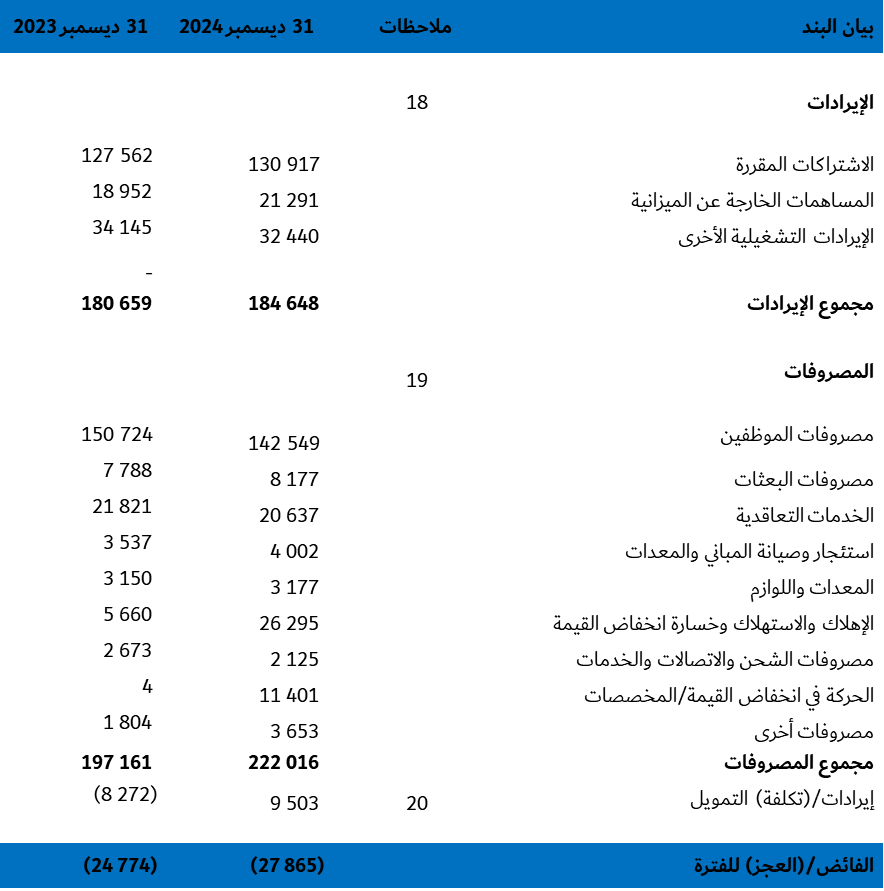 بيان البند ملاحظات 31 ديسمبر 2024 31 ديسمبر 2023
الإيرادات 18
الاشتراكات المقررة 130 917 127 562
المساهمات الخارجة عن الميزانية 21 291 18 952
الإيرادات التشغيلية الأخرى 32 440 34 145
-
مجموع الإيرادات 184 648 180 659
المصروفات 19
مصروفات الموظفين 142 549 150 724
مصروفات البعثات 8 177 7 788
الخدمات التعاقدية 20 637 21 821
استئجار وصيانة المباني والمعدات 4 002 3 537
المعدات واللوازم 3 177 3 150
الإهلاك والاستهلاك وخسارة انخفاض القيمة 26 295 5 660
مصروفات الشحن والاتصالات والخدمات 2 125 2 673
الحركة في انخفاض القيمة/المخصصات 11 401 4
مصروفات أخرى 3 653 1 804
مجموع المصروفات 222 016 197 161
إيرادات/(تكلفة) التمويل 20 9 503 (8 272)
الفائض/(العجز) للفترة (27 865) (24 774)